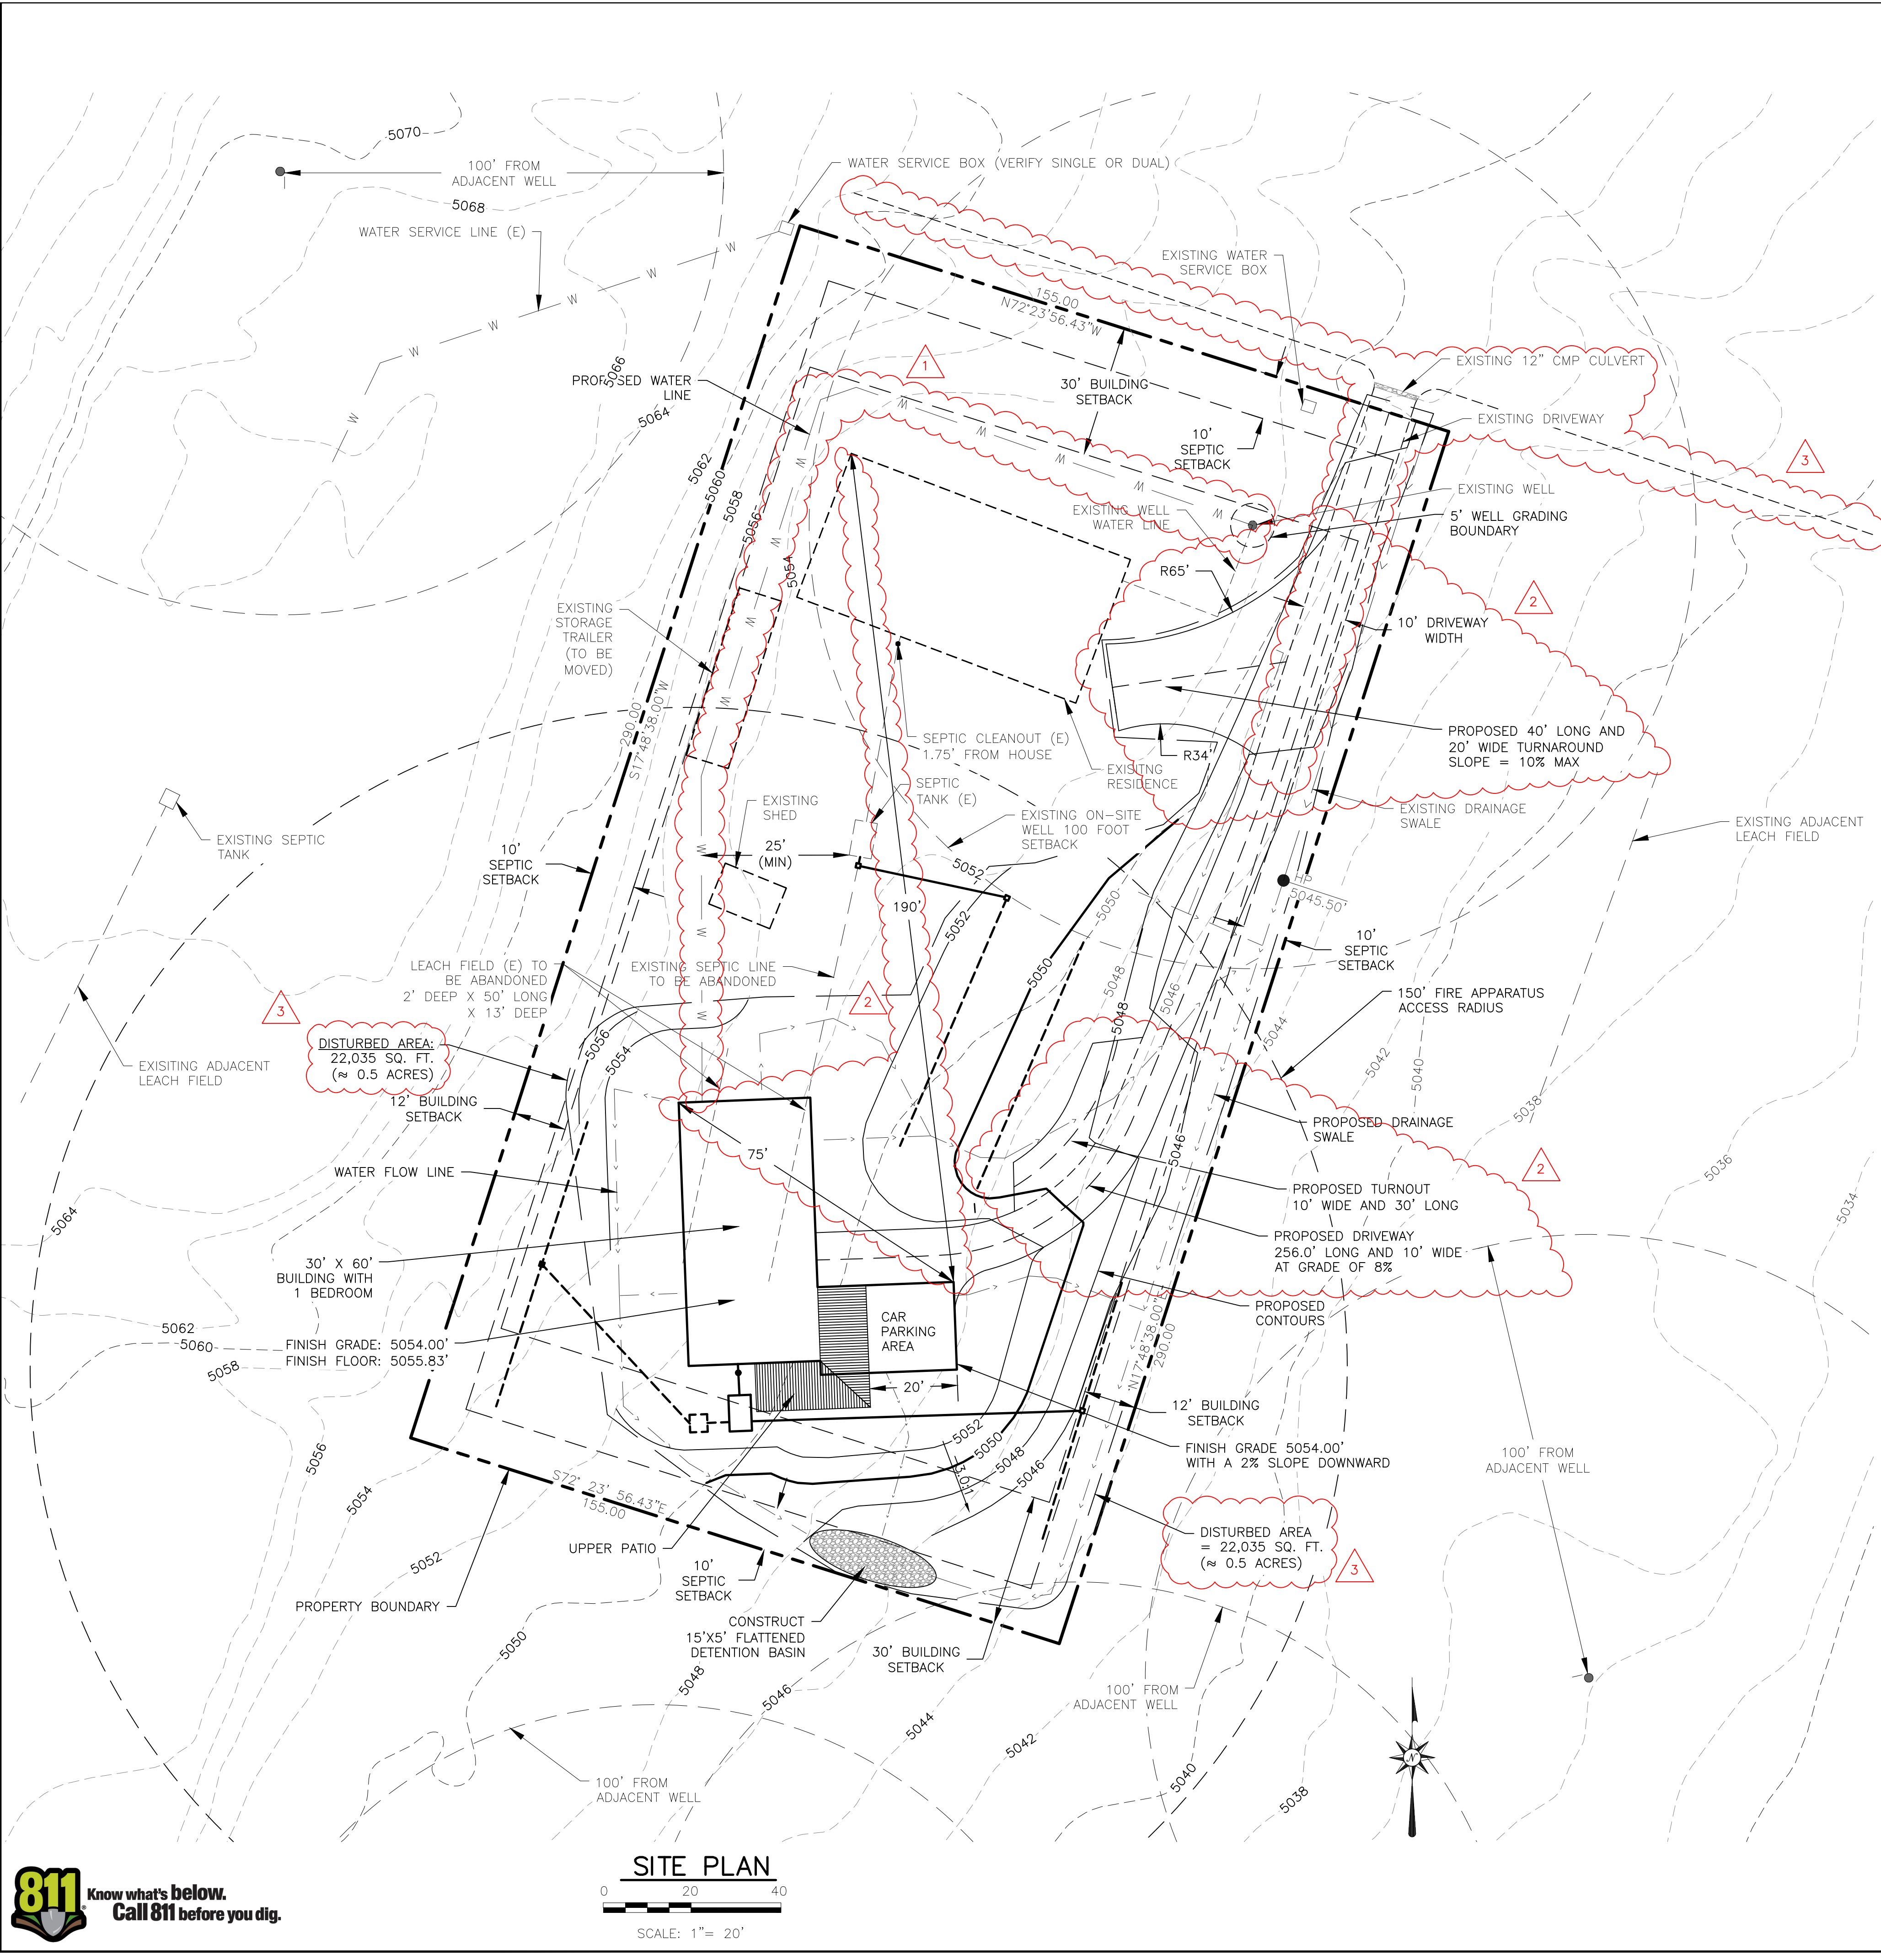 5070
100' FROM
ADJACENT WELL
5068
WATER SERVICE LINE (E)
WATER SERVICE BOX (VERIFY SINGLE OR DUAL)
W
W
W
W
W
W
W
EXISTING WATER
SERVICE BOX
155.00
N72°23'56.43"W
EXISTING 12" CMP CULVERT
1
5066
PROPOSED WATER
LINE
30' BUILDING
SETBACK
5064
EXISTING DRIVEWAY
10'
SEPTIC
SETBACK
3
5062
5060
5058
5056
5054
W
W
W
W
W
W
W
W
W
W
W
W
W
EXISTING WELL
5' WELL GRADING
BOUNDARY
EXISTING WELL
WATER LINE
R65'
2
EXISTING
STORAGE
TRAILER
(TO BE
MOVED)
10' DRIVEWAY
WIDTH
290.00
S17°48'38.00"W
SEPTIC CLEANOUT (E)
1.75' FROM HOUSE
R34'
PROPOSED 40' LONG AND
20' WIDE TURNAROUND
SLOPE = 10% MAX
EXISITNG
RESIDENCE
SEPTIC
TANK (E)
EXISTING
SHED
EXISTING ON-SITE
WELL 100 FOOT
SETBACK
EXISTING DRAINAGE
SWALE
EXISTING ADJACENT
LEACH FIELD
EXISTING SEPTIC
TANK
10'
SEPTIC
SETBACK
25'
(MIN)
5052
HP
5045.50'
190'
5052
5050
10'
SEPTIC
SETBACK
LEACH FIELD (E) TO
BE ABANDONED
2' DEEP X 50' LONG
X 13' DEEP
EXISTING SEPTIC LINE
TO BE ABANDONED
5050
5048
5046
5048
5044
150' FIRE APPARATUS
ACCESS RADIUS
3
2
DISTURBED AREA:
22,035 SQ. FT.
(≈ 0.5 ACRES)
5056
5054
5042
5040
5038
EXISITING ADJACENT
LEACH FIELD
12' BUILDING
SETBACK
PROPOSED DRAINAGE
SWALE
5046
75'
WATER FLOW LINE
2
5036
5034
PROPOSED TURNOUT
10' WIDE AND 30' LONG
5064
PROPOSED DRIVEWAY
256.0' LONG AND 10' WIDE
AT GRADE OF 8%
30' X 60'
BUILDING WITH
1 BEDROOM
PROPOSED
CONTOURS
5062
5060
5058
FINISH GRADE: 5054.00'
FINISH FLOOR: 5055.83'
CAR
PARKING
AREA
N17°48'38.00"E
290.00
20'
12' BUILDING
SETBACK
5052
5050
5048
5046
3.0:1
FINISH GRADE 5054.00'
WITH A 2% SLOPE DOWNWARD
100' FROM
ADJACENT WELL
5056
5054
S72° 23' 56.43"E
155.00
DISTURBED AREA
= 22,035 SQ. FT.
(≈ 0.5 ACRES)
3
5052
UPPER PATIO
10'
SEPTIC
SETBACK
PROPERTY BOUNDARY
CONSTRUCT
15'X5' FLATTENED
DETENTION BASIN
30' BUILDING
SETBACK
5050
5048
5046
100' FROM
ADJACENT WELL
5044
5042
5040
5038
N
100' FROM
ADJACENT WELL
SITE PLAN
0 20 40
SCALE: 1"= 20'
811
Know what's below.
Call 811 before you dig.